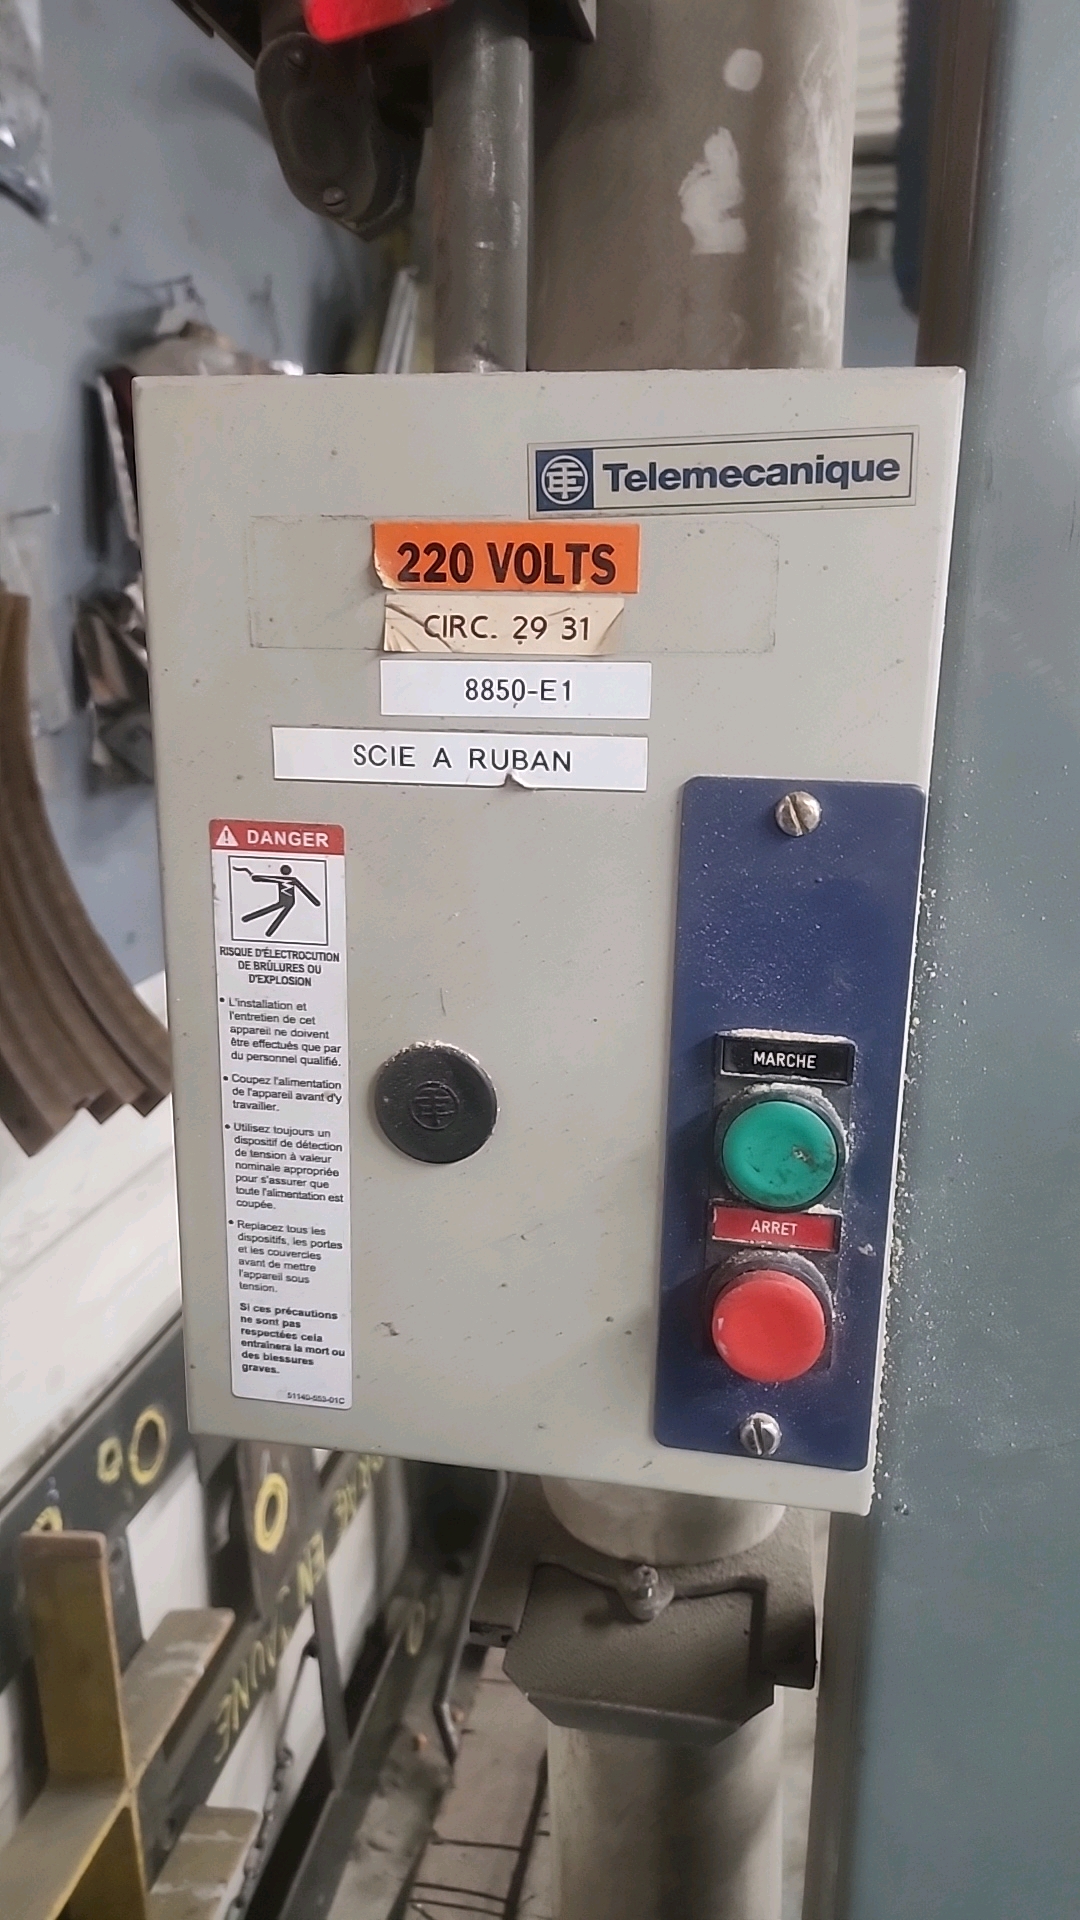 Telemecanique
220 VOLTS
CIRC. 29 31
8850-E1
SCIE A RUBAN
DANGER
RISQUE D'ÉLECTROCUTION
DE BRÛLURES OU
D'EXPLOSION
• L'installation et
l'entretien de cet
appareil ne doivent
être effectués que par
du personnel qualifié.
• Coupez l'alimentation
de l'appareil avant d'y
travailler.
• Utilisez toujours un
dispositif de détection
de tension à valeur
nominale appropriée
pour s'assurer que
toute l'alimentation est
coupée.
• Replacez tous les
dispositifs, les portes
et les couvercles
avant de mettre
l'appareil sous
tension.
Si ces précautions
ne sont pas
respectées cela
entraînera la mort ou
des blessures
graves.
MARCHE
ARRET
EN
JAUNE